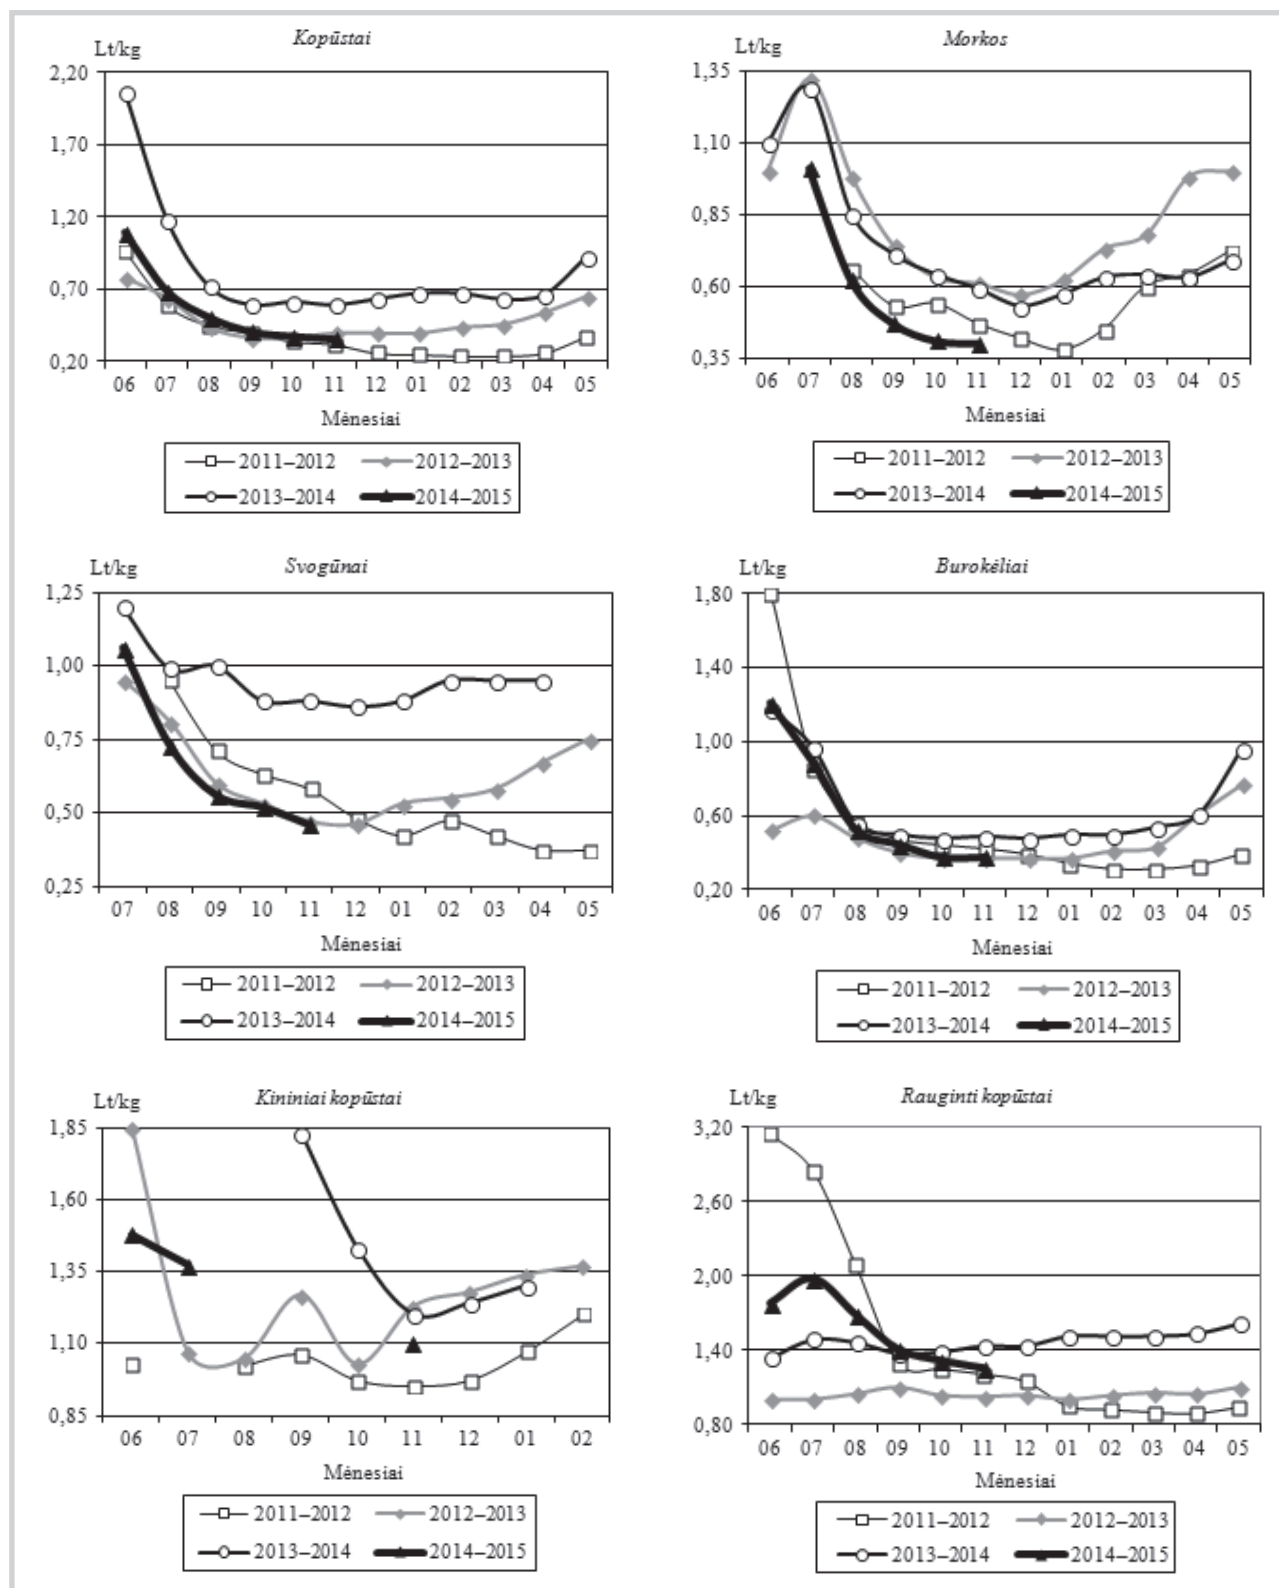 Kopūstai
Lt/kg
2,20
1,70
1,20
0,70
0,20
06 07 08 09 10 11 12 01 02 03 04 05
Mėnesiai
2011–2012 2012–2013
2013–2014 2014–2015
Morkos
Lt/kg
1,35
1,10
0,85
0,60
0,35
06 07 08 09 10 11 12 01 02 03 04 05
Mėnesiai
2011–2012 2012–2013
2013–2014 2014–2015
Svogūnai
Lt/kg
1,25
1,00
0,75
0,50
0,25
07 08 09 10 11 12 01 02 03 04 05
Mėnesiai
2011–2012 2012–2013
2013–2014 2014–2015
Burokėliai
Lt/kg
1,80
1,40
1,00
0,60
0,20
06 07 08 09 10 11 12 01 02 03 04 05
Mėnesiai
2011–2012 2012–2013
2013–2014 2014–2015
Kininiai kopūstai
Lt/kg
1,85
1,60
1,35
1,10
0,85
06 07 08 09 10 11 12 01 02
Mėnesiai
2011–2012 2012–2013
2013–2014 2014–2015
Rauginti kopūstai
Lt/kg
3,20
2,60
2,00
1,40
0,80
06 07 08 09 10 11 12 01 02 03 04 05
Mėnesiai
2011–2012 2012–2013
2013–2014 2014–2015